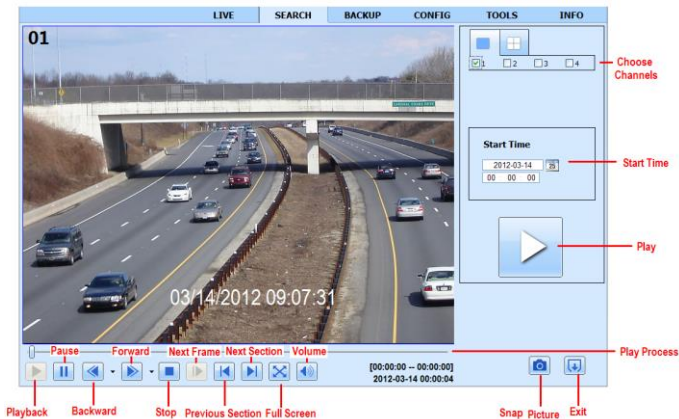 LIVE SEARCH BACKUP CONFIG TOOLS INFO
01
1 2 3 4
Choose
Channels
Start Time
2012-03-14
00 00 00
Start Time
Play
03/14/2012 09:07:31
Play Process
Pause Forward Next Frame Next Section Volume
[00:00:00 -- 00:00:00]
2012-03-14 00:00:04
Playback Backward Stop Previous Section Full Screen Snap Picture Exit